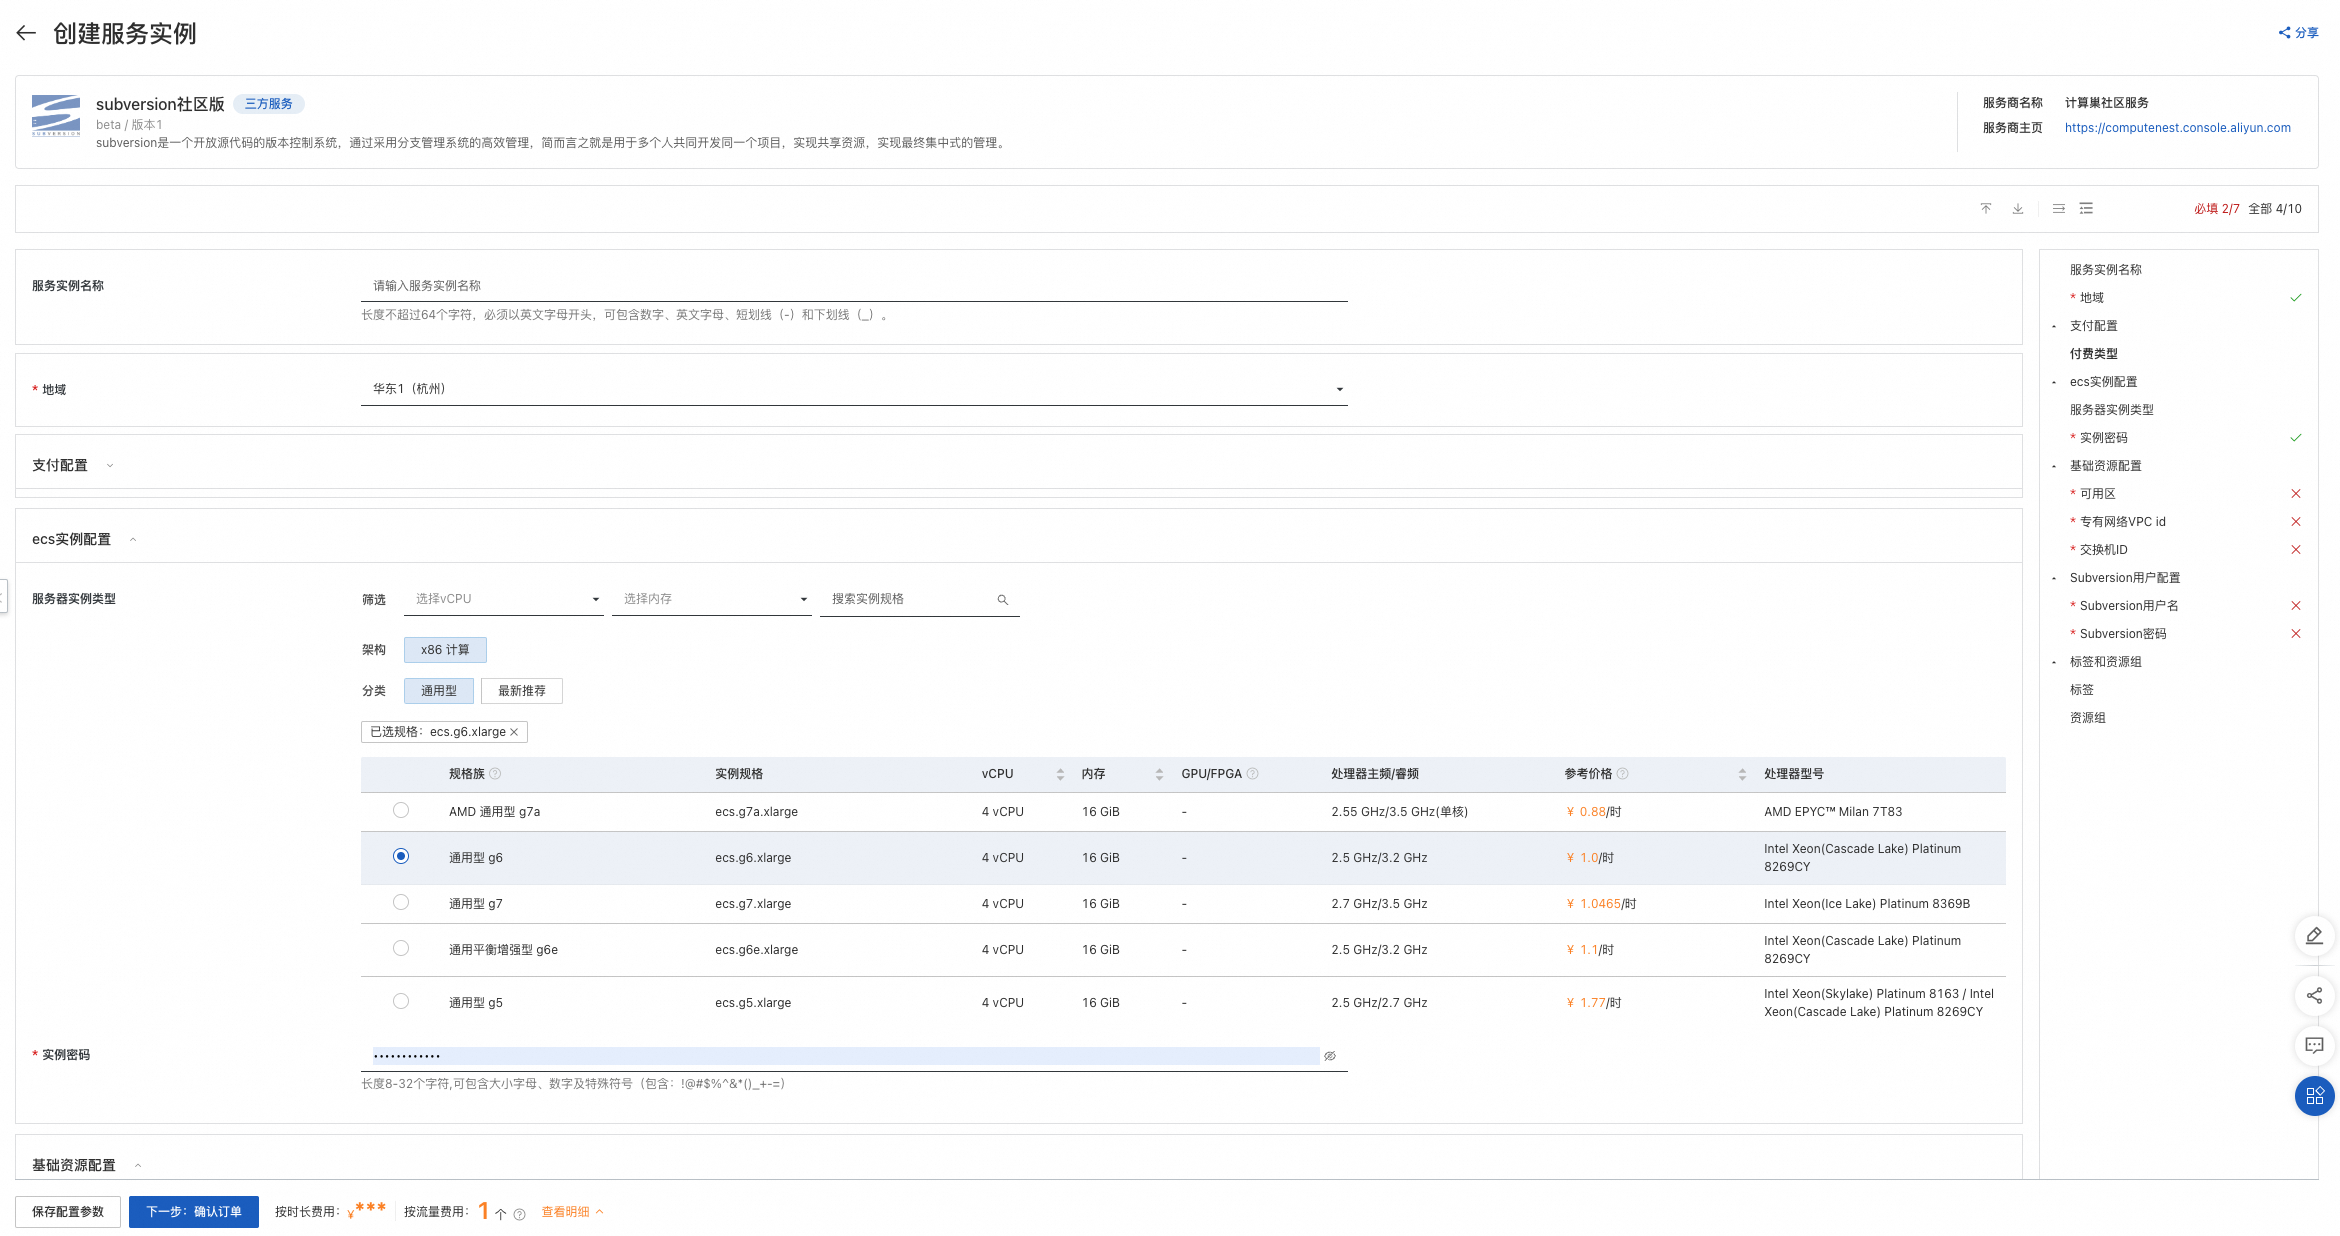 创建服务实例
分享
subversion社区版 三方服务
beta / 版本1
subversion是一个开放源代码的版本控制系统，通过采用分支管理系统的高效管理，简而言之就是用于多个人共同开发同一个项目，实现共享资源，实现最终集中式的管理。
服务商名称 计算巢社区服务
服务商主页 https://computenest.console.aliyun.com
必填 2/7 全部 4/10
服务实例名称
请输入服务实例名称
长度不超过64个字符，必须以英文字母开头，可包含数字、英文字母、短划线（-）和下划线（_）。
* 地域
华东1（杭州）
支付配置
ecs实例配置
服务器实例类型
筛选 选择vCPU 选择内存 搜索实例规格
架构 x86 计算
分类 通用型 最新推荐
已选规格：ecs.g6.xlarge
规格族 实例规格 vCPU 内存 GPU/FPGA 处理器主频/睿频 参考价格 处理器型号
AMD 通用型 g7a ecs.g7a.xlarge 4 vCPU 16 GiB - 2.55 GHz/3.5 GHz(单核) ¥ 0.88/时 AMD EPYC™ Milan 7T83
通用型 g6 ecs.g6.xlarge 4 vCPU 16 GiB - 2.5 GHz/3.2 GHz ¥ 1.0/时 Intel Xeon(Cascade Lake) Platinum
8269CY
通用型 g7 ecs.g7.xlarge 4 vCPU 16 GiB - 2.7 GHz/3.5 GHz ¥ 1.0465/时 Intel Xeon(Ice Lake) Platinum 8369B
通用平衡增强型 g6e ecs.g6e.xlarge 4 vCPU 16 GiB - 2.5 GHz/3.2 GHz ¥ 1.1/时 Intel Xeon(Cascade Lake) Platinum
8269CY
通用型 g5 ecs.g5.xlarge 4 vCPU 16 GiB - 2.5 GHz/2.7 GHz ¥ 1.77/时 Intel Xeon(Skylake) Platinum 8163 / Intel
Xeon(Cascade Lake) Platinum 8269CY
* 实例密码
••••••••••••
长度8-32个字符,可包含大小字母、数字及特殊符号（包含：!@#$%^&*()_+-=）
基础资源配置
服务实例名称
* 地域
支付配置
付费类型
ecs实例配置
服务器实例类型
* 实例密码
基础资源配置
* 可用区
* 专有网络VPC id
* 交换机ID
Subversion用户配置
* Subversion用户名
* Subversion密码
标签和资源组
标签
资源组
保存配置参数 下一步：确认订单 按时长费用：¥*** 按流量费用：1 个 查看明细